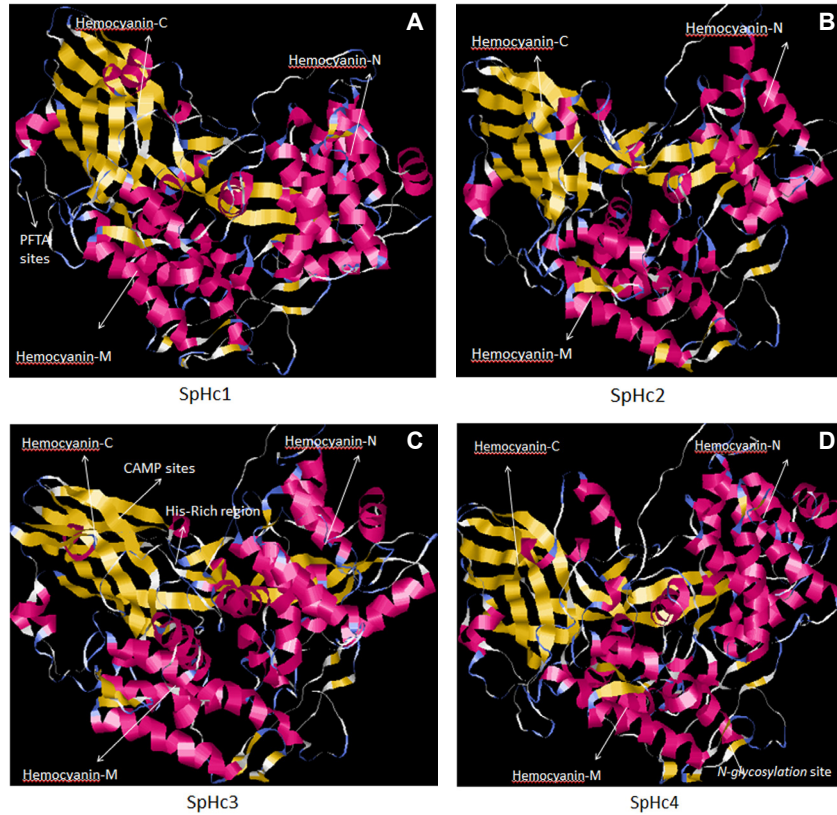 A
Hemocyanin-C
Hemocyanin-N
PFTA
sites
Hemocyanin-M
SpHc1
B
Hemocyanin-N
Hemocyanin-C
Hemocyanin-M
SpHc2
C
Hemocyanin-C
Hemocyanin-N
CAMP sites
His-Rich region
Hemocyanin-M
SpHc3
D
Hemocyanin-C
Hemocyanin-N
Hemocyanin-M
N-glycosylation site
SpHc4